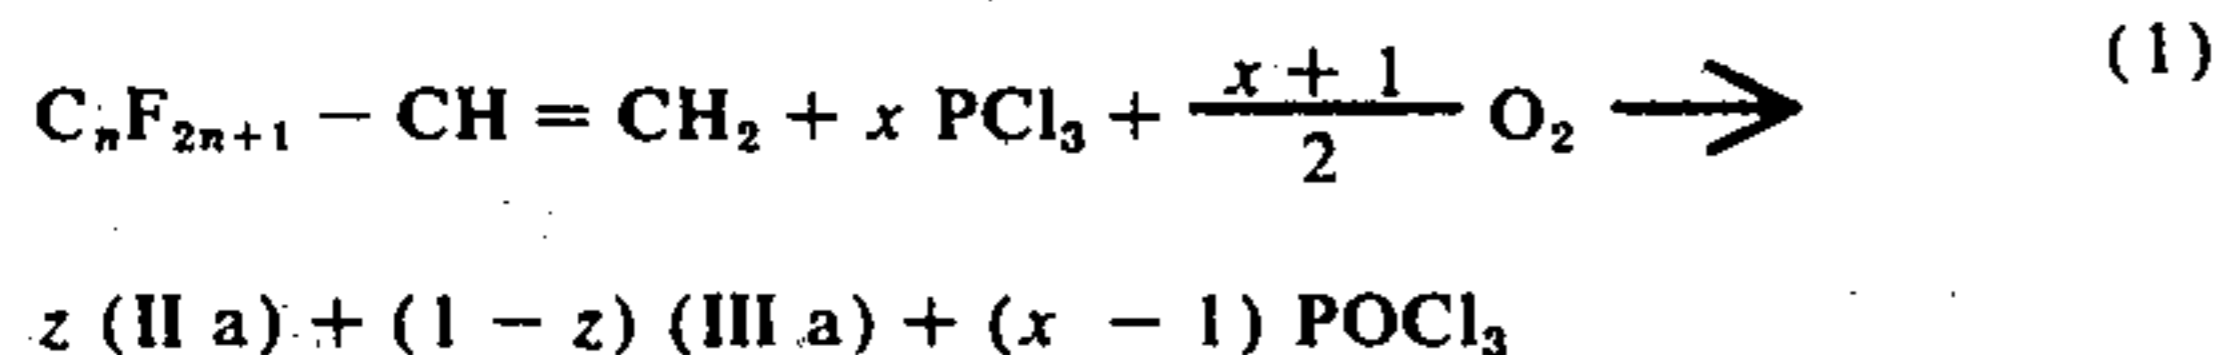 (1)
CₙF₂ₙ₊₁ – CH = CH₂ + x PCl₃ + (x + 1)/2 O₂ ⟶
z (II a) + (1 – z) (III a) + (x – 1) POCl₃